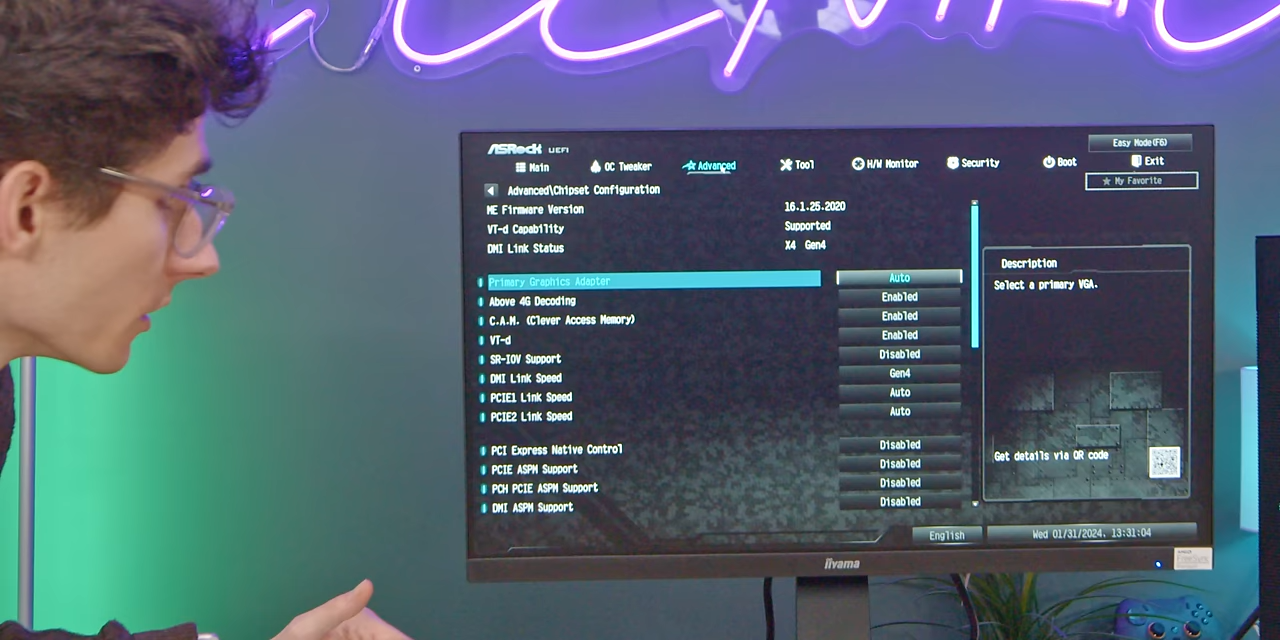 ASRock UEFI
Easy Mode(F6)
Main OC Tweaker Advanced Tool H/W Monitor Security Boot Exit
My Favorite
Advanced\Chipset Configuration
ME Firmware Version 16.1.25.2020
VT-d Capability Supported
DMI Link Status X4 Gen4
Primary Graphics Adapter Auto
Above 4G Decoding Enabled
C.A.M. (Clever Access Memory) Enabled
VT-d Enabled
SR-IOV Support Disabled
DMI Link Speed Gen4
PCIE1 Link Speed Auto
PCIE2 Link Speed Auto
PCI Express Native Control Disabled
PCIE ASPM Support Disabled
PCH PCIE ASPM Support Disabled
DMI ASPM Support Disabled
Description
Select a primary VGA.
Get details via QR code
English
Wed 01/31/2024. 13:31:04
iiyama
FreeSync